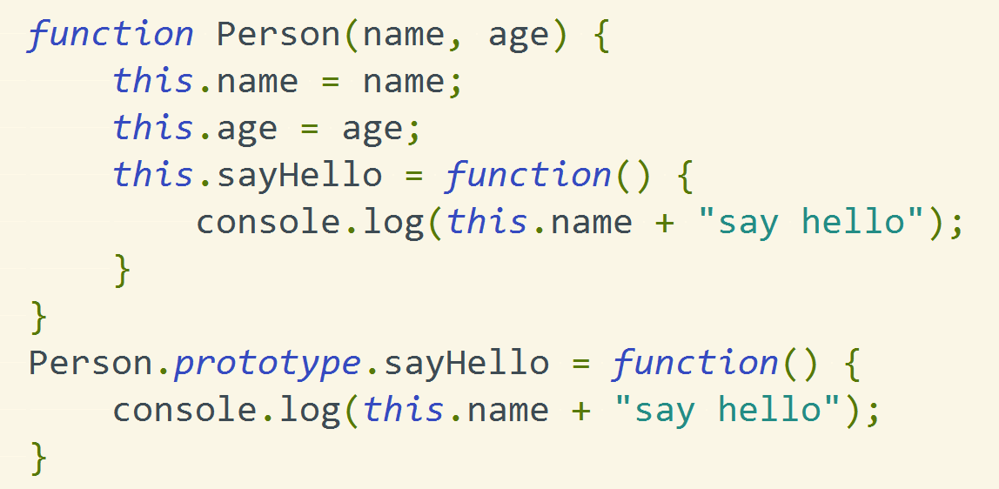 function Person(name, age) {
    this.name = name;
    this.age = age;
    this.sayHello = function() {
        console.log(this.name + "say hello");
    }
}
Person.prototype.sayHello = function() {
    console.log(this.name + "say hello");
}